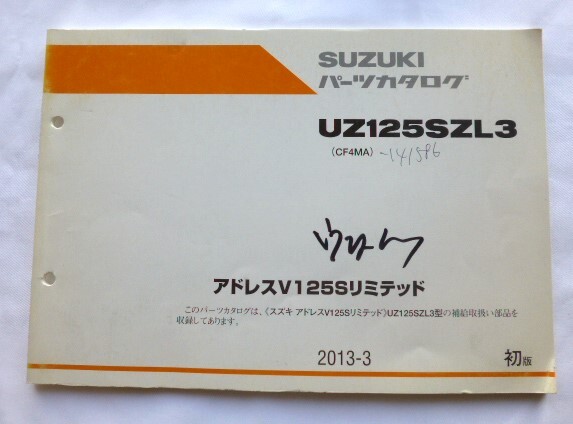 SUZUKI
パーツカタログ
UZ125SZL3
(CF4MA) -141586
アドレスV125Sリミテッド
このパーツカタログは、《スズキ アドレスV125Sリミテッド》UZ125SZL3型の補給取扱い部品を
収録してあります。
2013-3 初版